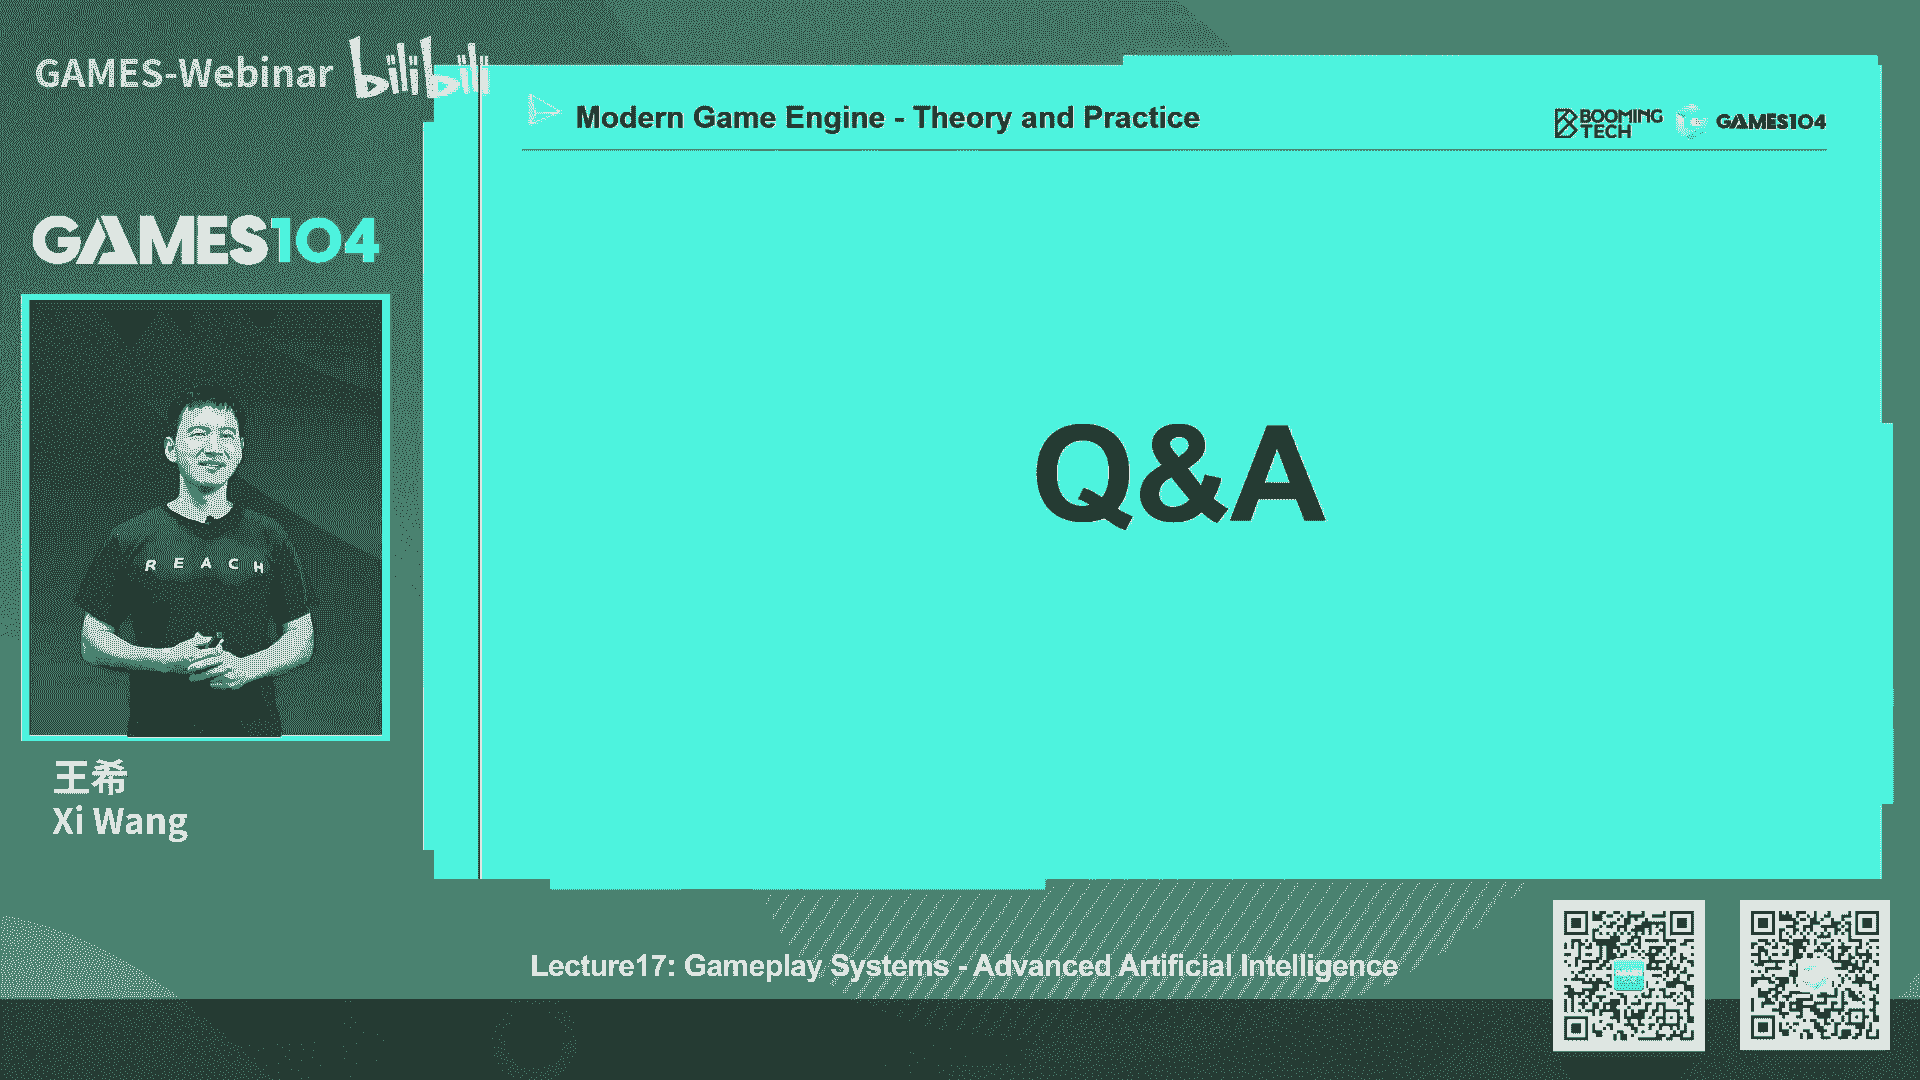 GAMES-Webinar bilibili
Modern Game Engine - Theory and Practice
BOOMING
TECH
GAMES104
GAMES104
Q&A
REACH
王希
Xi Wang
Lecture17: Gameplay Systems - Advanced Artificial Intelligence